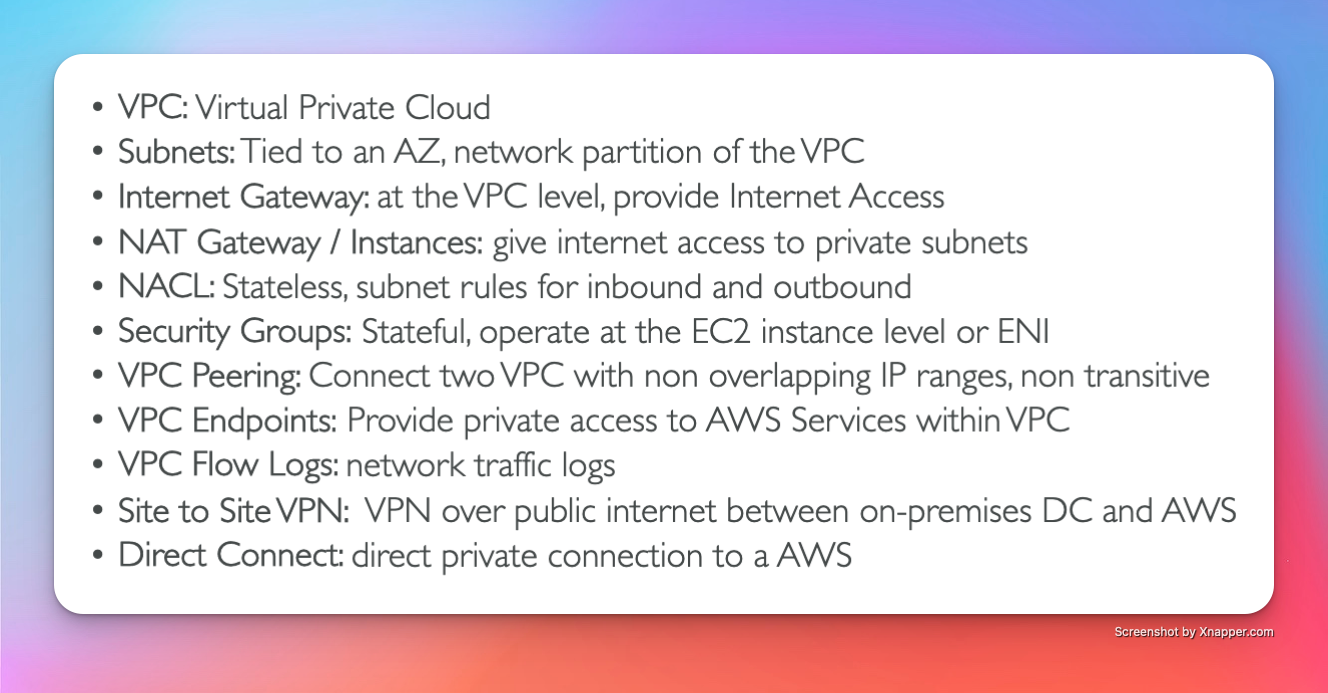 • VPC: Virtual Private Cloud
• Subnets: Tied to an AZ, network partition of the VPC
• Internet Gateway: at the VPC level, provide Internet Access
• NAT Gateway / Instances: give internet access to private subnets
• NACL: Stateless, subnet rules for inbound and outbound
• Security Groups: Stateful, operate at the EC2 instance level or ENI
• VPC Peering: Connect two VPC with non overlapping IP ranges, non transitive
• VPC Endpoints: Provide private access to AWS Services within VPC
• VPC Flow Logs: network traffic logs
• Site to Site VPN: VPN over public internet between on-premises DC and AWS
• Direct Connect: direct private connection to a AWS
Screenshot by Xnapper.com